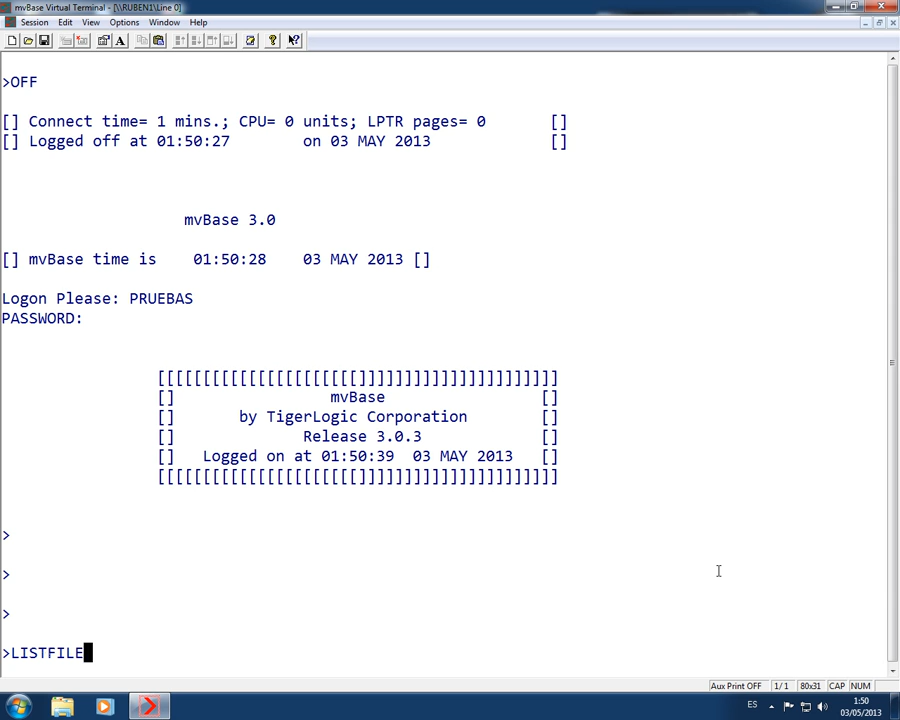 mvBase Virtual Terminal - [\\RUBEN1\Line 0]
Session Edit View Options Window Help
>OFF
[] Connect time= 1 mins.; CPU= 0 units; LPTR pages= 0 []
[] Logged off at 01:50:27 on 03 MAY 2013 []
mvBase 3.0
[] mvBase time is 01:50:28 03 MAY 2013 []
Logon Please: PRUEBAS
PASSWORD:
[[[[[[[[[[[[[[[[[[[[[[]]]]]]]]]]]]]]]]]]]]]]
[] mvBase []
[] by TigerLogic Corporation []
[] Release 3.0.3 []
[] Logged on at 01:50:39 03 MAY 2013 []
[[[[[[[[[[[[[[[[[[[[[[]]]]]]]]]]]]]]]]]]]]]]
>
>
>
>LISTFILE
Aux Print OFF 1/1 80x31 CAP NUM
ES 1:50
03/05/2013